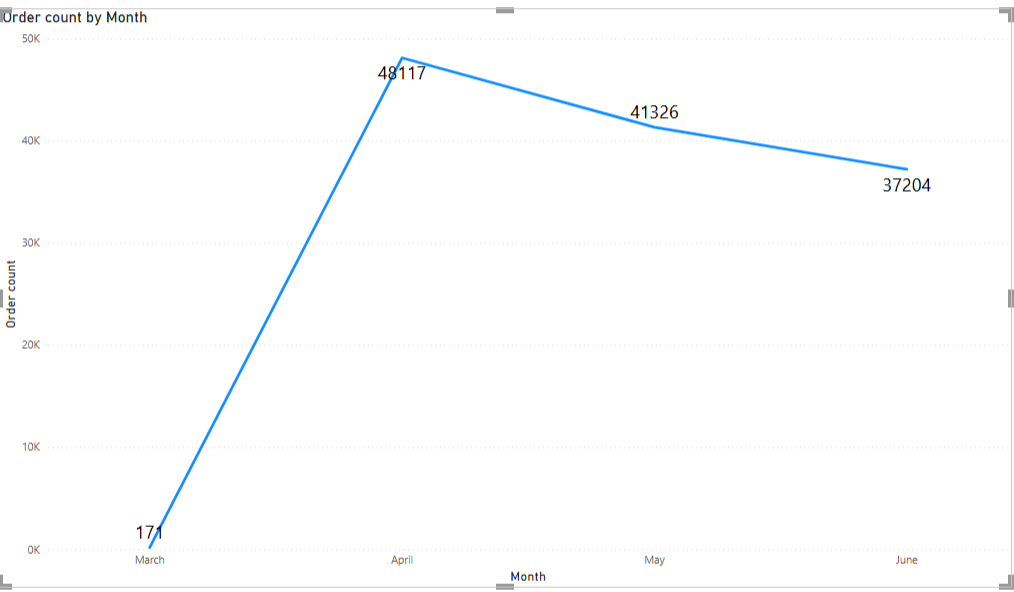 Order count by Month
50K
48117
41326
40K
37204
30K
Order count
20K
10K
171
0K
March April May June
Month